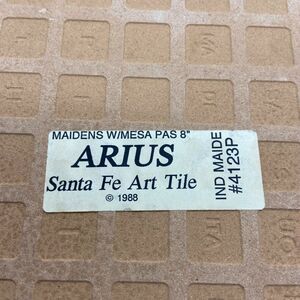 MAIDENS W/MESA PAS 8"
ARIUS
Santa Fe Art Tile
© 1988
IND MAIDE
#4123P